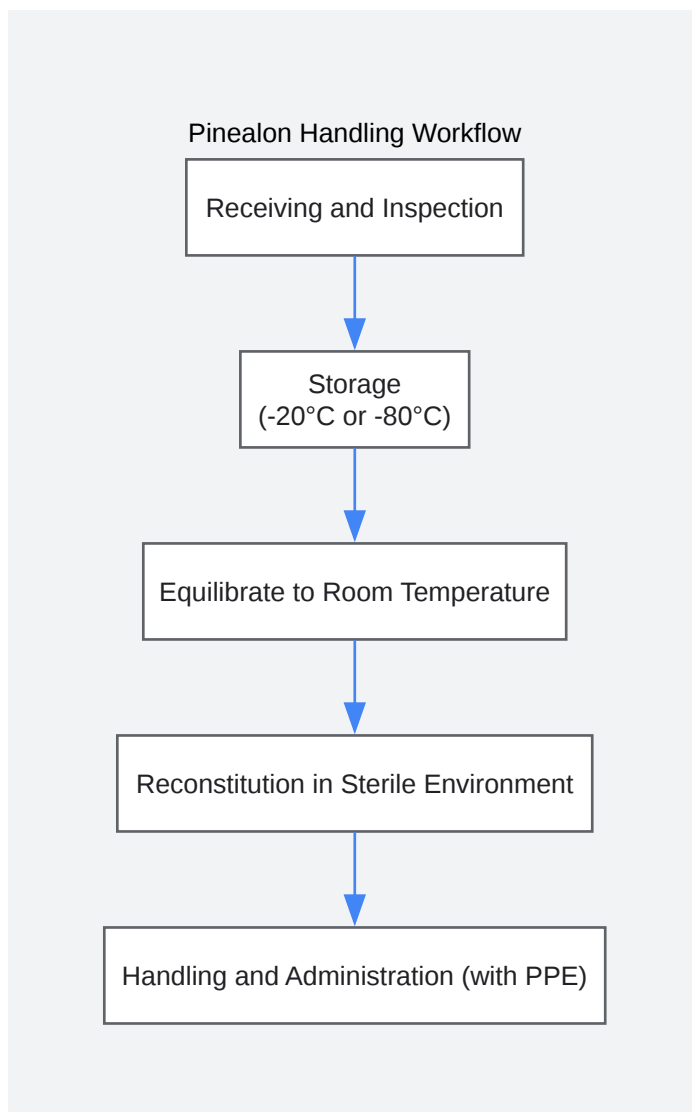 Pinealon Handling Workflow
Receiving and Inspection
Storage
(-20°C or -80°C)
Equilibrate to Room Temperature
Reconstitution in Sterile Environment
Handling and Administration (with PPE)